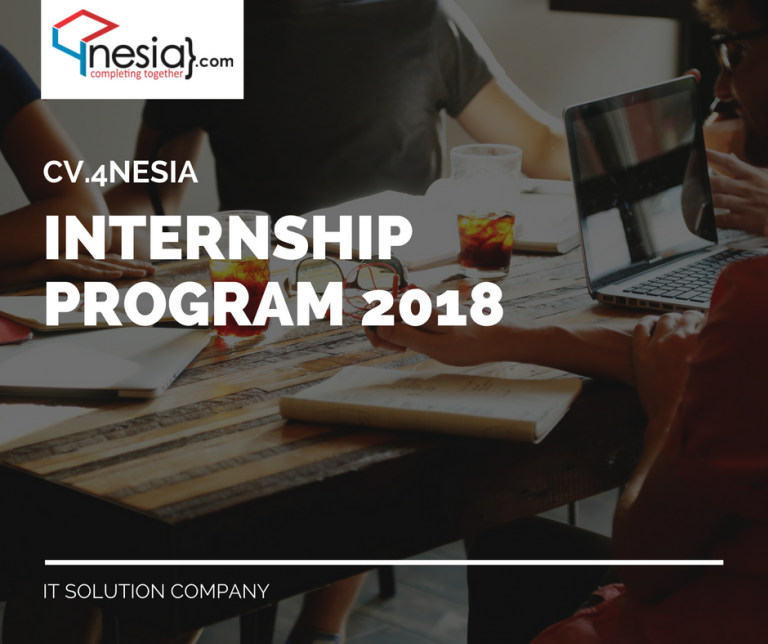 4nesia}.com
completing together
CV.4NESIA
INTERNSHIP
PROGRAM 2018
IT SOLUTION COMPANY